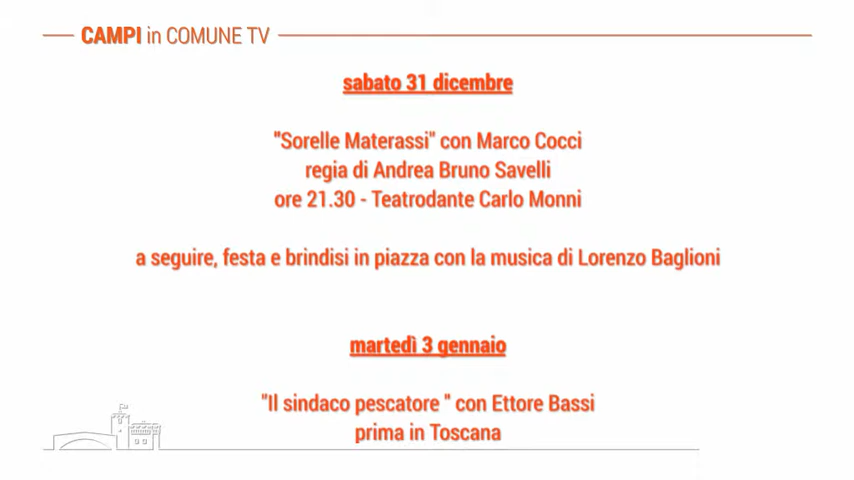 CAMPI in COMUNE TV
sabato 31 dicembre
"Sorelle Materassi" con Marco Cocci
regia di Andrea Bruno Savelli
ore 21.30 - Teatrodante Carlo Monni
a seguire, festa e brindisi in piazza con la musica di Lorenzo Baglioni
martedì 3 gennaio
"Il sindaco pescatore " con Ettore Bassi
prima in Toscana